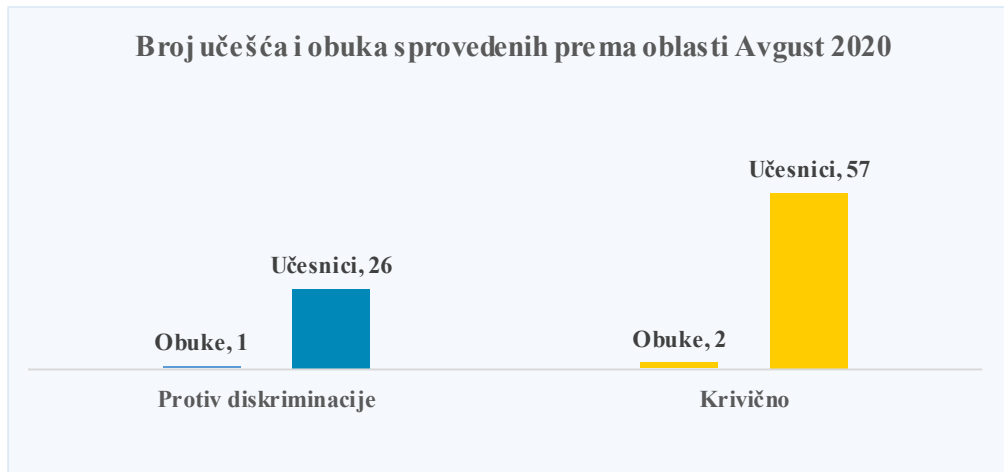 Broj učešća i obuka sprovedenih prema oblasti Avgust 2020
Učesnici, 57
Učesnici, 26
Obuke, 1
Obuke, 2
Protiv diskriminacije
Krivično